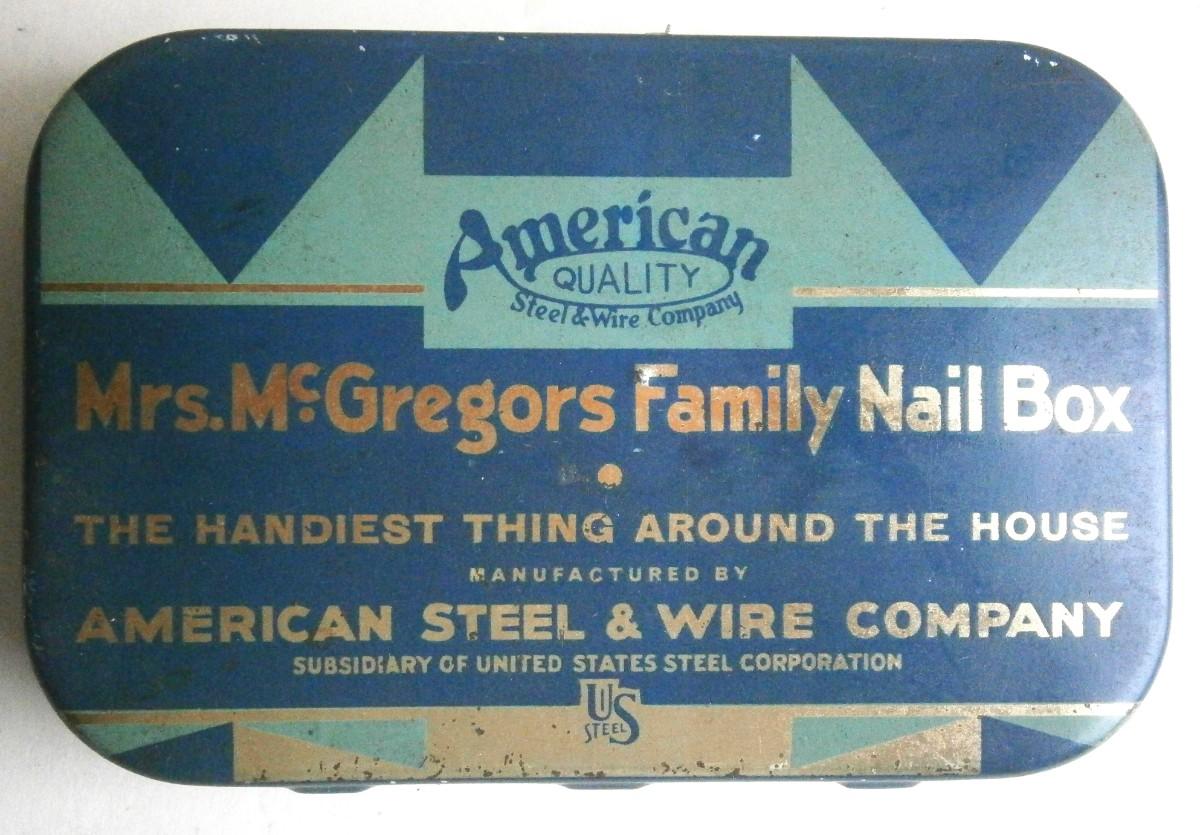 American
QUALITY
Steel & Wire Company
Mrs. McGregors Family Nail Box
THE HANDIEST THING AROUND THE HOUSE
MANUFACTURED BY
AMERICAN STEEL & WIRE COMPANY
SUBSIDIARY OF UNITED STATES STEEL CORPORATION
US
STEEL